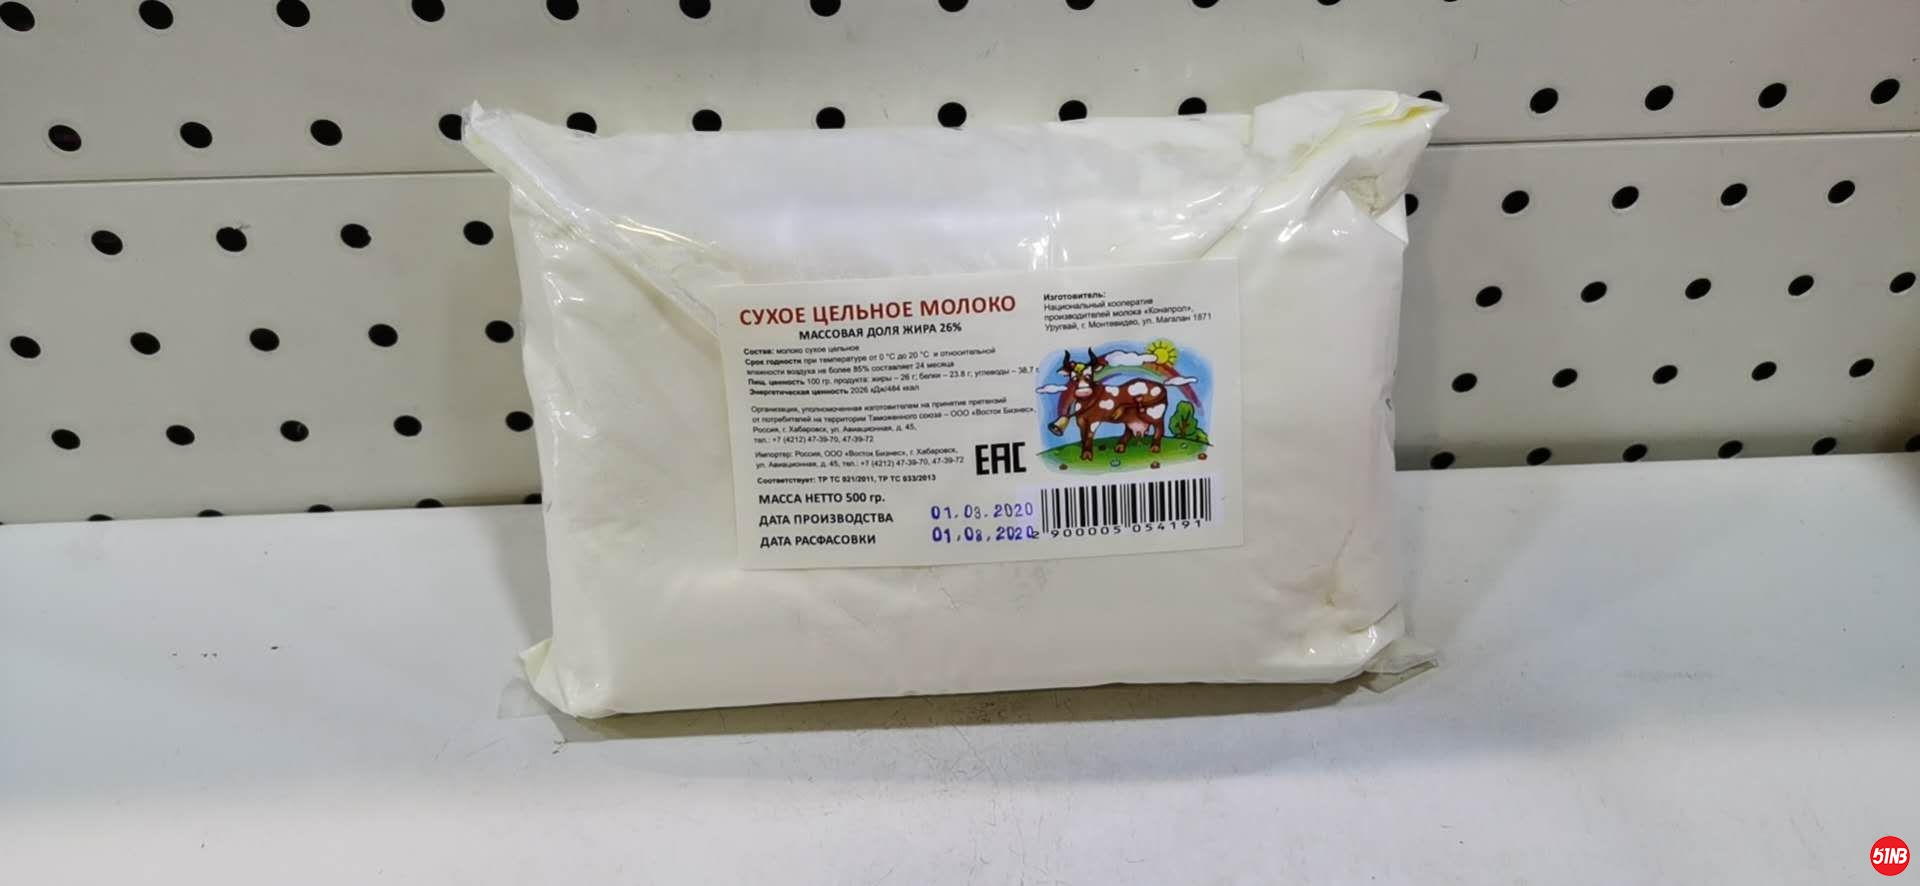 СУХОЕ ЦЕЛЬНОЕ МОЛОКО
МАССОВАЯ ДОЛЯ ЖИРА 26%
Состав: молоко сухое цельное
Срок годности при температуре от 0 °C до 20 °C и относительной
влажности воздуха не более 85% составляет 24 месяца
Пищ. ценность 100 гр. продукта: жиры – 26 г; белки – 23.8 г; углеводы – 38.7 г
Энергетическая ценность 2026 кДж/484 ккал
Организация, уполномоченная изготовителем на принятие претензий
от потребителей на территории Таможенного союза – ООО «Восток Бизнес»,
Россия, г. Хабаровск, ул. Авиационная, д. 45,
тел.: +7 (4212) 47-39-70, 47-39-72
Импортер: Россия, ООО «Восток Бизнес», г. Хабаровск,
ул. Авиационная, д. 45, тел.: +7 (4212) 47-39-70, 47-39-72
Соответствует: ТР ТС 021/2011, ТР ТС 033/2013
МАССА НЕТТО 500 гр.
ДАТА ПРОИЗВОДСТВА 01.03.2020
ДАТА РАСФАСОВКИ 01.08.2020
Изготовитель:
Национальный кооператив
производителей молока «Конапрол»,
Уругвай, г. Монтевидео, ул. Магалан 1871
EAC
2 900005 054191
51NB